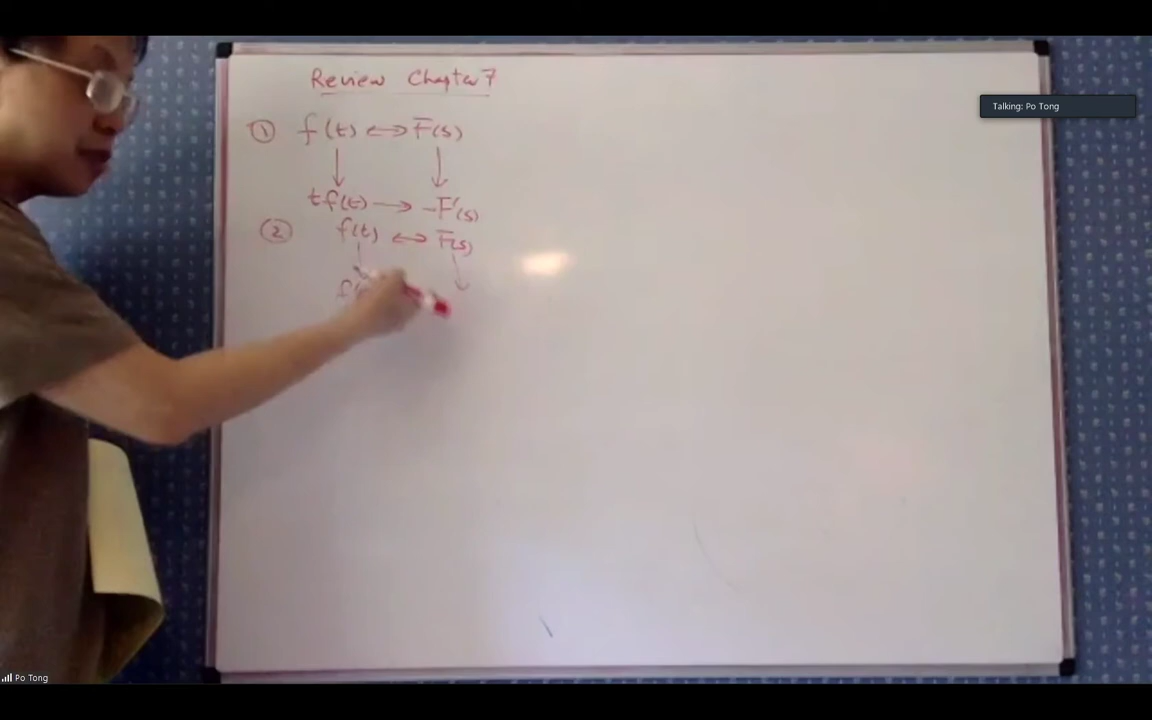 Review Chapter 7
Talking: Po Tong
① f(t) ↔ F(s)
tf(t) → -F'(s)
② f(t) ↔ F(s)
Po Tong